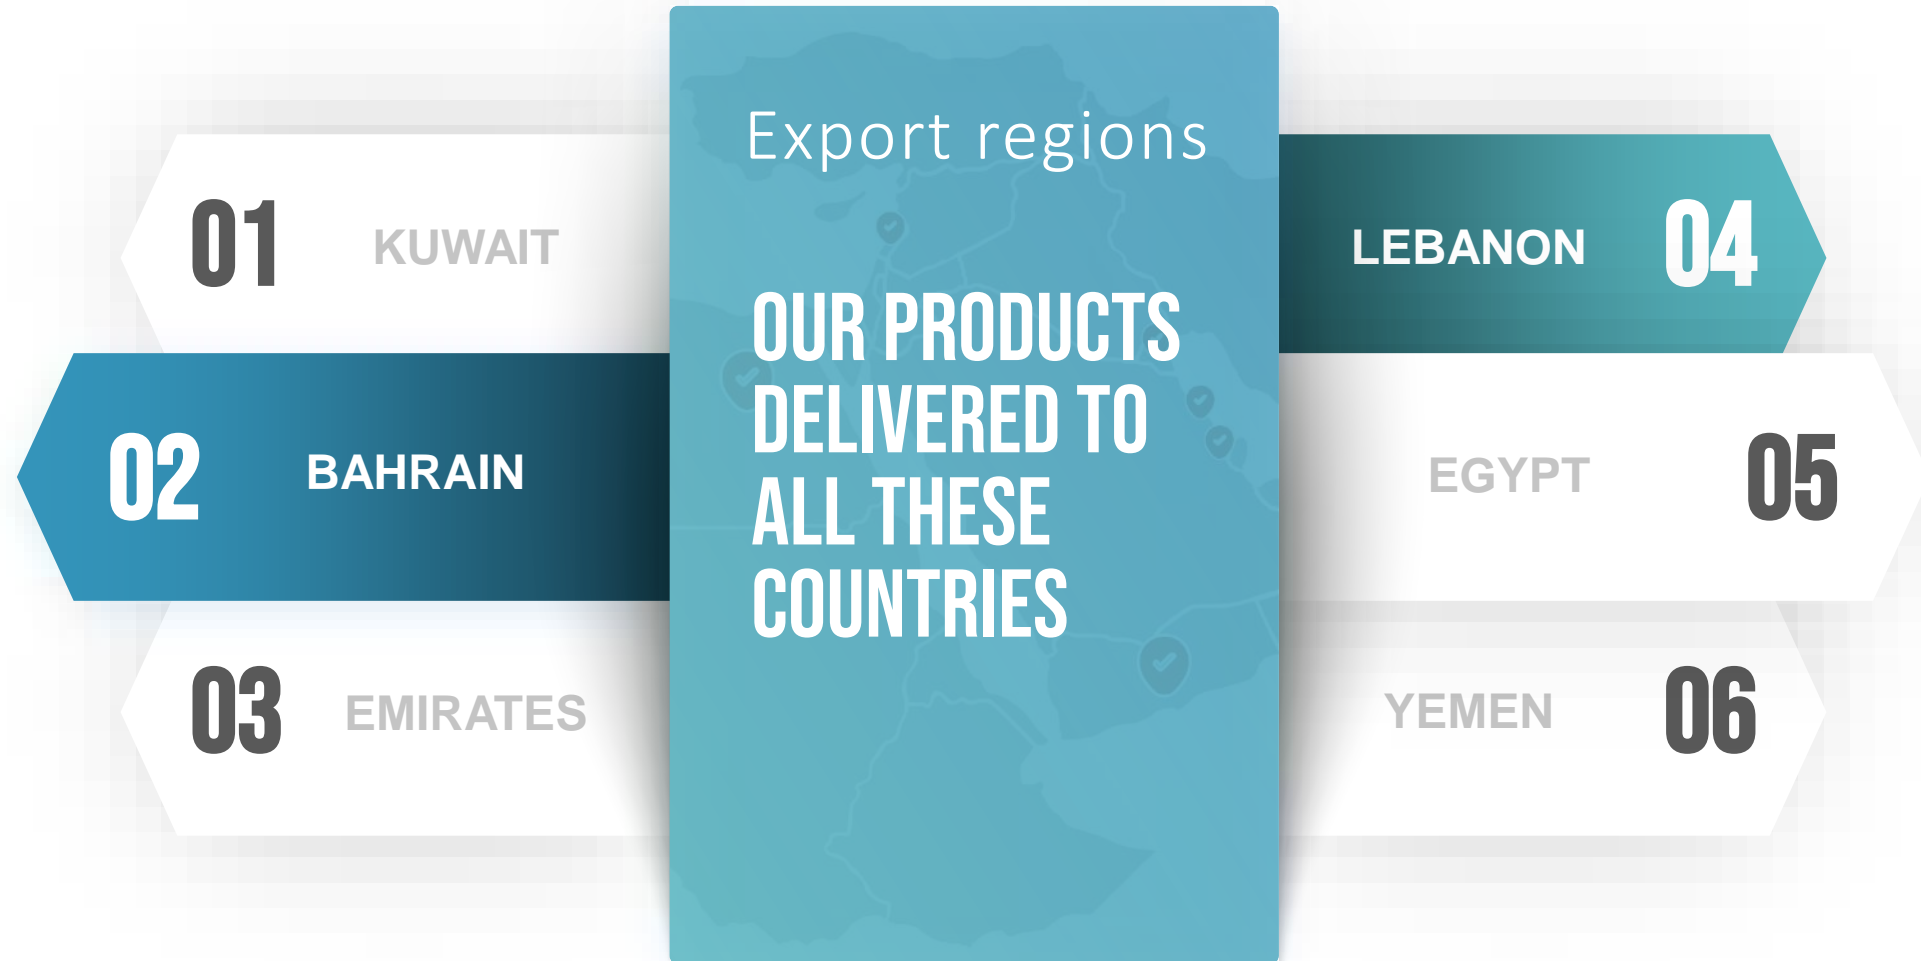 Export regions
OUR PRODUCTS
DELIVERED TO
ALL THESE
COUNTRIES
01 KUWAIT
02 BAHRAIN
03 EMIRATES
LEBANON 04
EGYPT 05
YEMEN 06